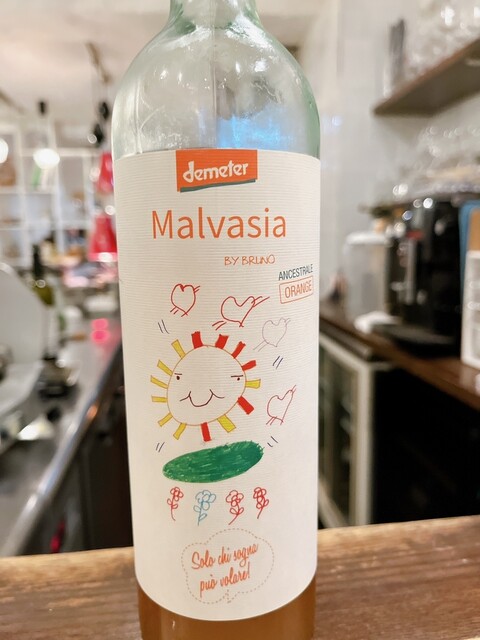 demeter
Malvasia
BY BRUNO
ANCESTRALE
ORANGE
Solo chi sogna
può volare!